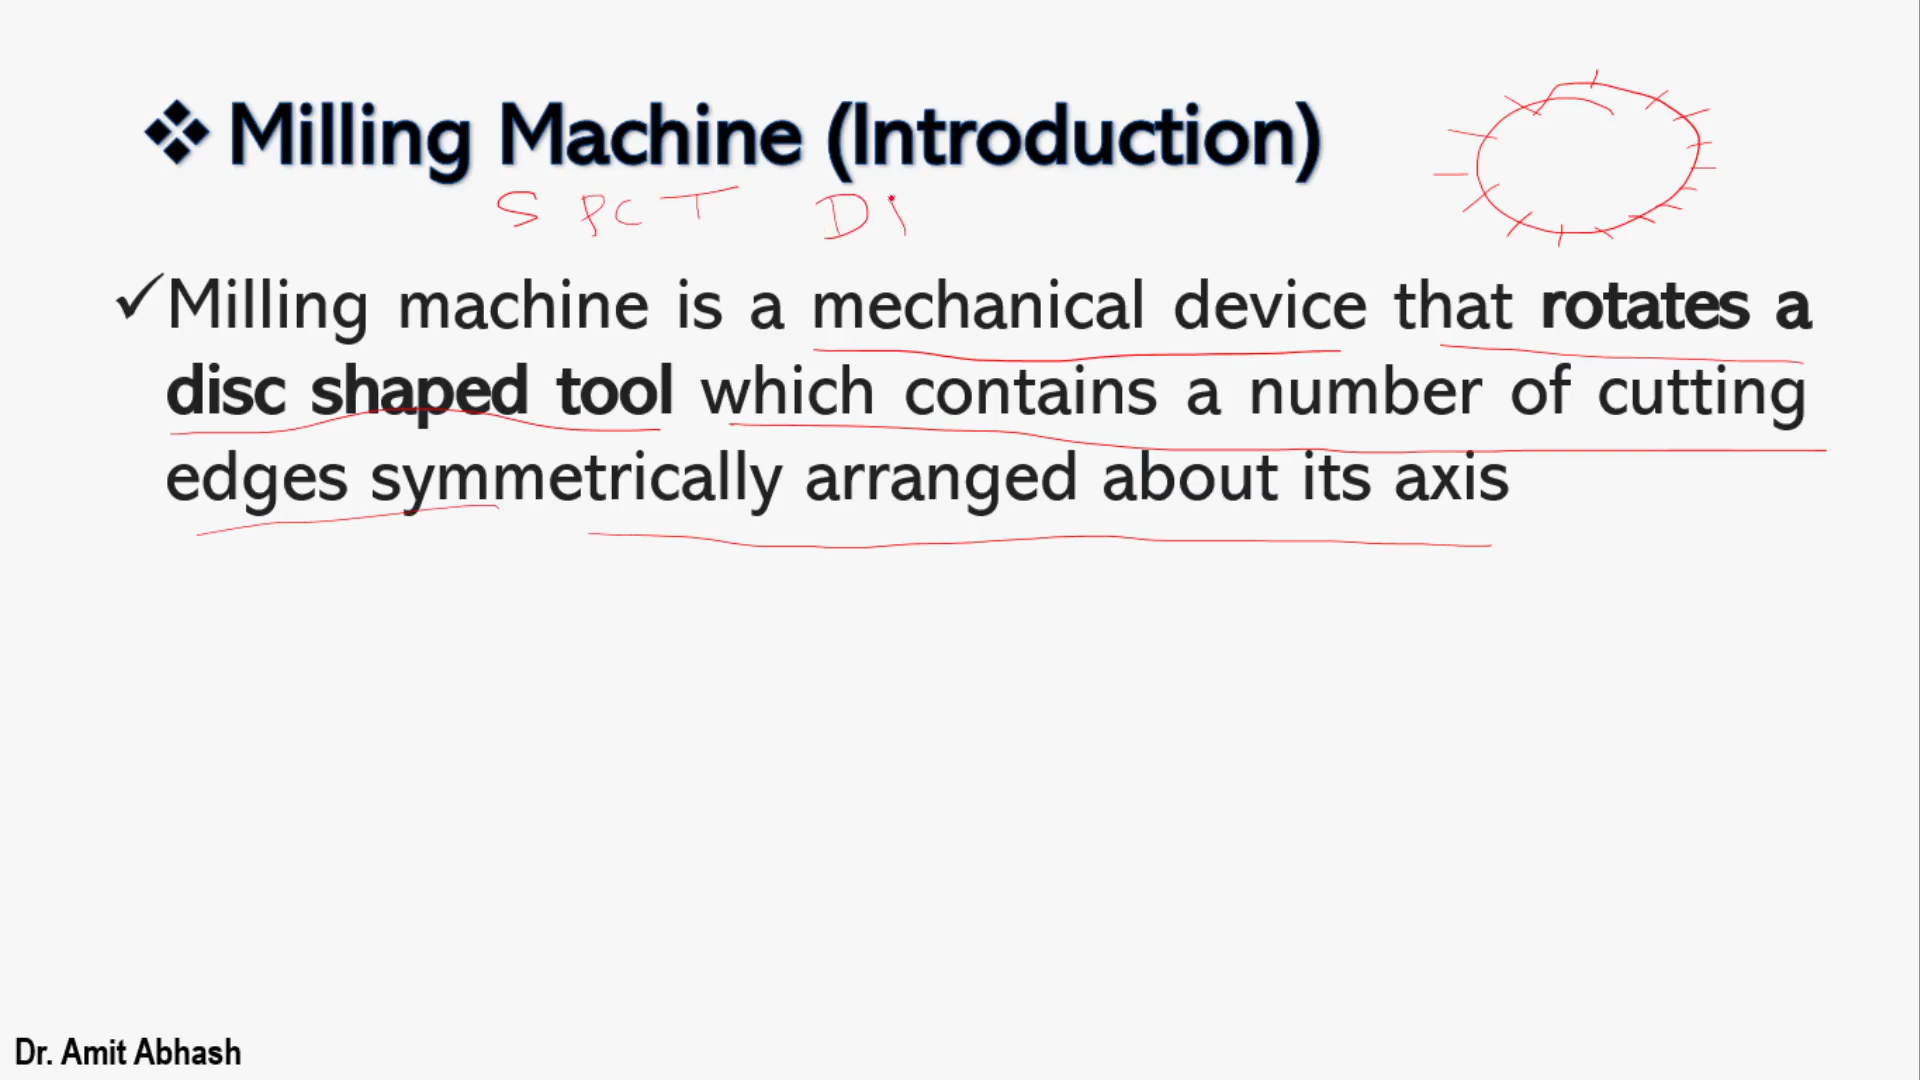 ❖ Milling Machine (Introduction)
S PCT DI
✓Milling machine is a mechanical device that rotates a
disc shaped tool which contains a number of cutting
edges symmetrically arranged about its axis
Dr. Amit Abhash